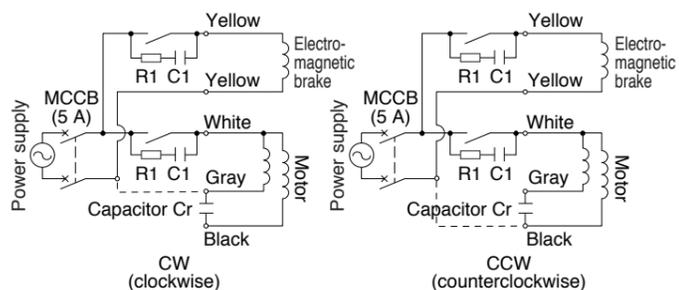 Yellow
Electro-
magnetic
brake
R1 C1
Yellow
MCCB
(5 A)
White
Power supply
R1 C1
Motor
Gray
Capacitor Cr
Black
CW
(clockwise)
Yellow
Electro-
magnetic
brake
R1 C1
Yellow
MCCB
(5 A)
White
Power supply
R1 C1
Motor
Gray
Capacitor Cr
Black
CCW
(counterclockwise)